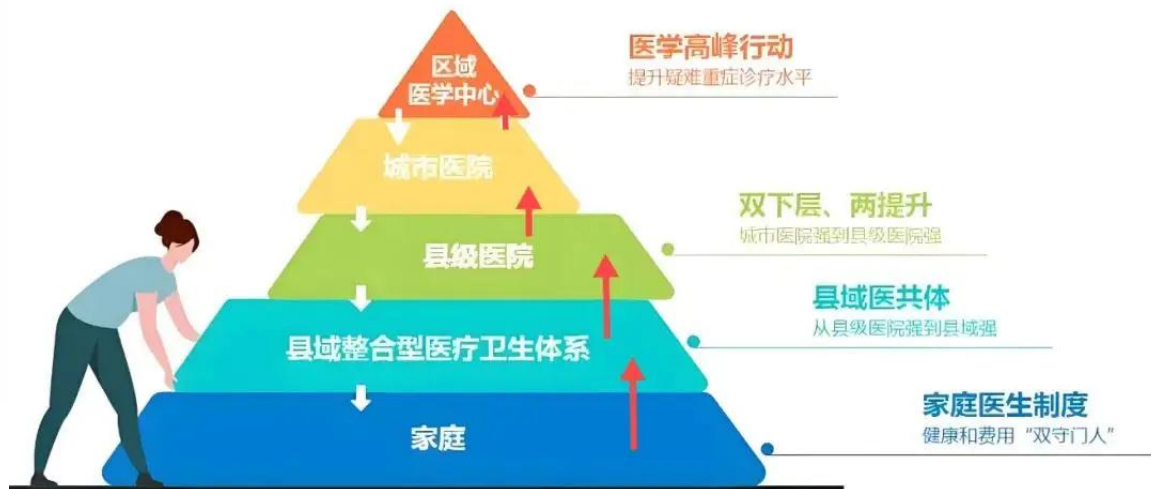 区域
医学中心
医学高峰行动
提升疑难重症诊疗水平
城市医院
双下层、两提升
城市医院强到县级医院强
县级医院
县域医共体
从县级医院强到县域强
县域整合型医疗卫生体系
家庭医生制度
健康和费用“双守门人”
家庭